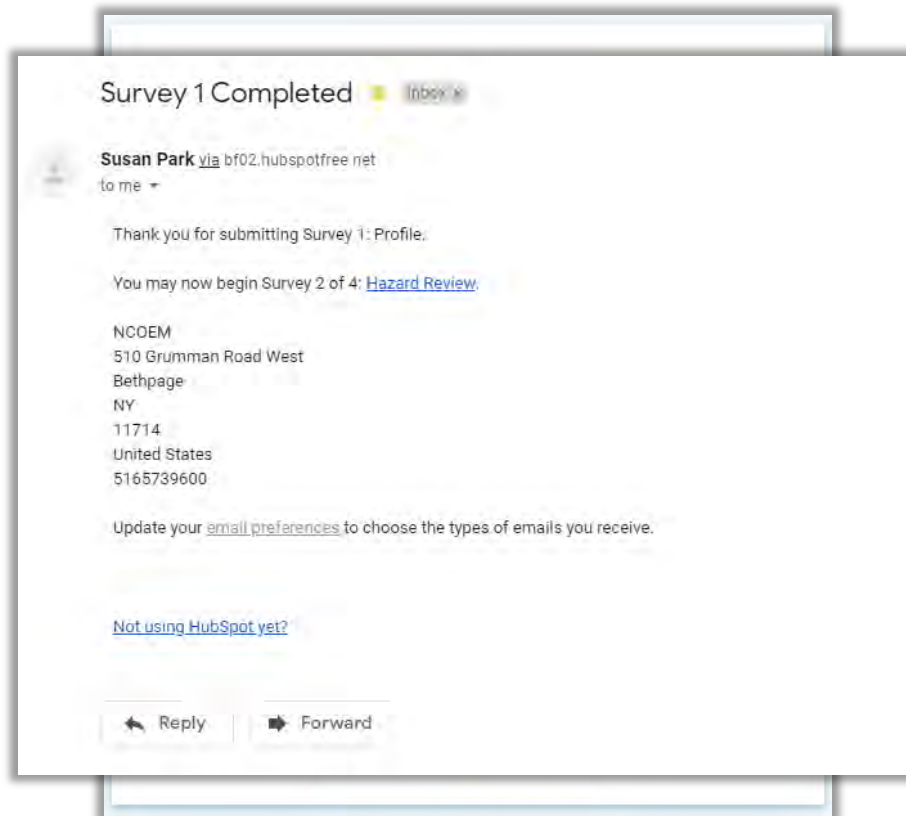 Survey 1 Completed
Inbox x
Susan Park via bf02.hubspotfree net
to me
Thank you for submitting Survey 1: Profile.
You may now begin Survey 2 of 4: Hazard Review.
NCOEM
510 Grumman Road West
Bethpage
NY
11714
United States
5165739600
Update your email preferences to choose the types of emails you receive.
Not using HubSpot yet?
Reply
Forward